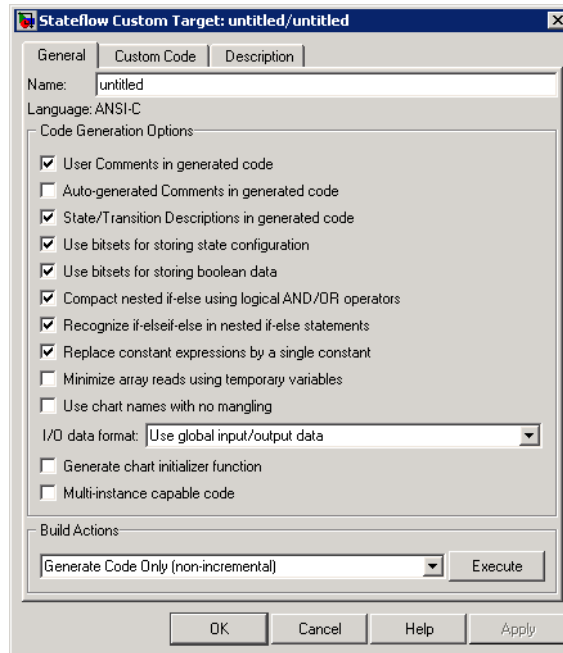 Stateflow Custom Target: untitled/untitled
General Custom Code Description
Name: untitled
Language: ANSI-C
Code Generation Options
User Comments in generated code
Auto-generated Comments in generated code
State/Transition Descriptions in generated code
Use bitsets for storing state configuration
Use bitsets for storing boolean data
Compact nested if-else using logical AND/OR operators
Recognize if-elseif-else in nested if-else statements
Replace constant expressions by a single constant
Minimize array reads using temporary variables
Use chart names with no mangling
I/O data format: Use global input/output data
Generate chart initializer function
Multi-instance capable code
Build Actions
Generate Code Only (non-incremental) Execute
OK Cancel Help Apply